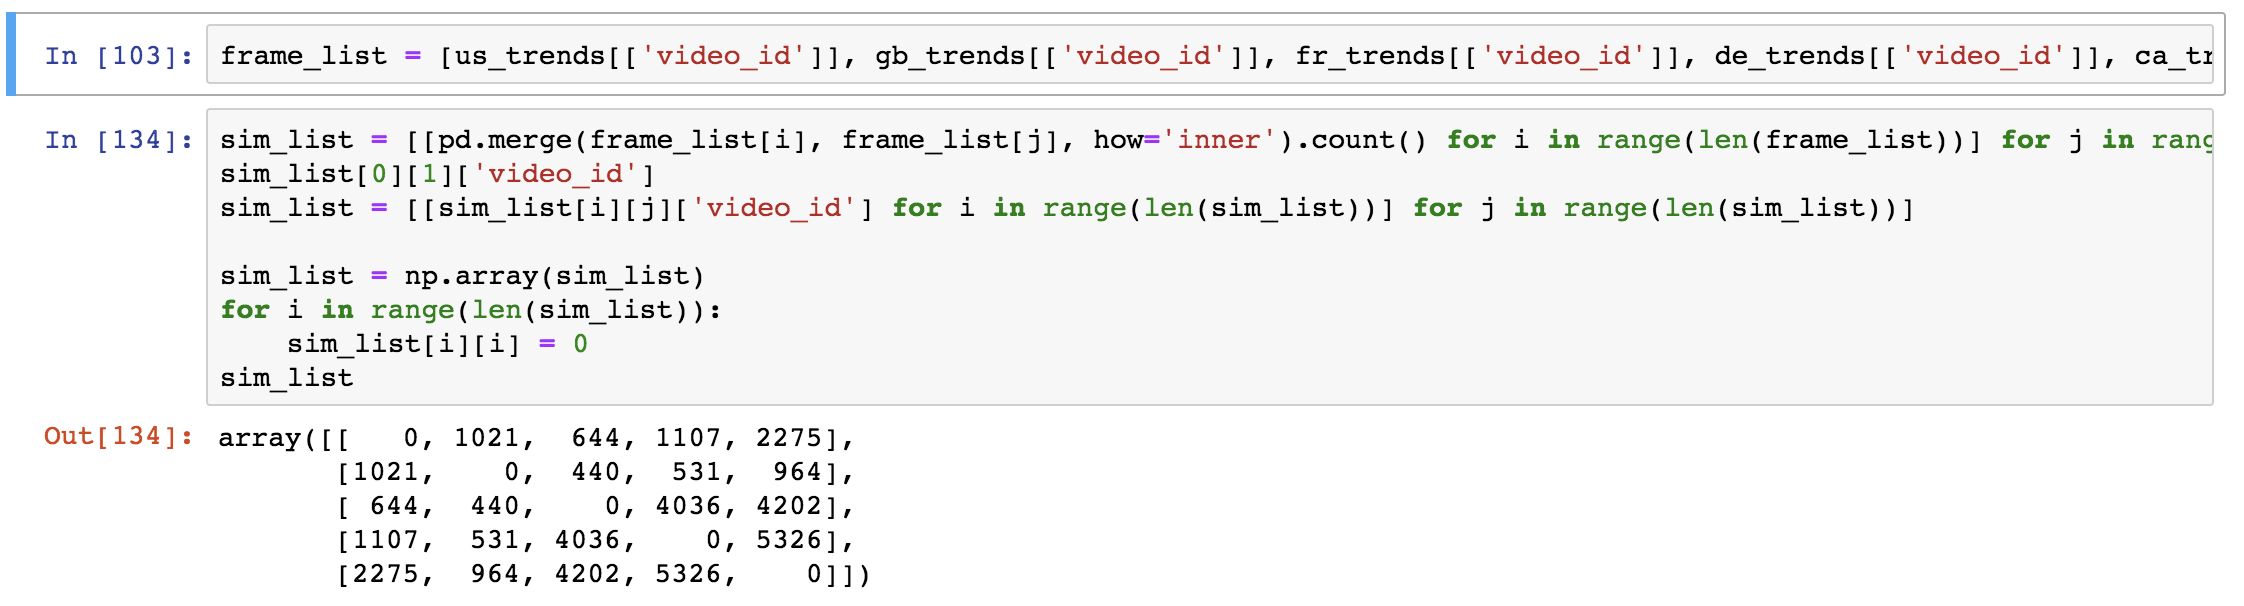 In [103]: frame_list = [us_trends[['video_id']], gb_trends[['video_id']], fr_trends[['video_id']], de_trends[['video_id']], ca_tr
In [134]: sim_list = [[pd.merge(frame_list[i], frame_list[j], how='inner').count() for i in range(len(frame_list))] for j in rang
sim_list[0][1]['video_id']
sim_list = [[sim_list[i][j]['video_id'] for i in range(len(sim_list))] for j in range(len(sim_list))]
sim_list = np.array(sim_list)
for i in range(len(sim_list)):
    sim_list[i][i] = 0
sim_list
Out[134]: array([[   0, 1021,  644, 1107, 2275],
       [1021,    0,  440,  531,  964],
       [ 644,  440,    0, 4036, 4202],
       [1107,  531, 4036,    0, 5326],
       [2275,  964, 4202, 5326,    0]])